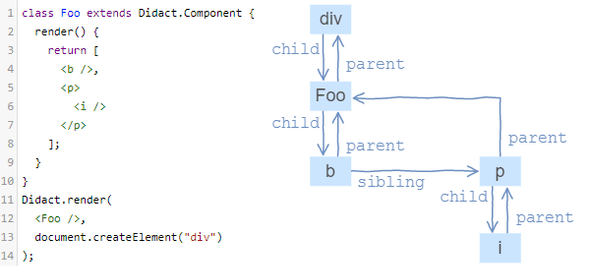 1 class Foo extends Didact.Component {
2   render() {
3     return [
4       <b />,
5       <p>
6         <i />
7       </p>
8     ];
9   }
10 }
11 Didact.render(
12   <Foo />,
13   document.createElement("div")
14 );
div
child
parent
Foo
child
parent
parent
b
sibling
p
child
parent
i